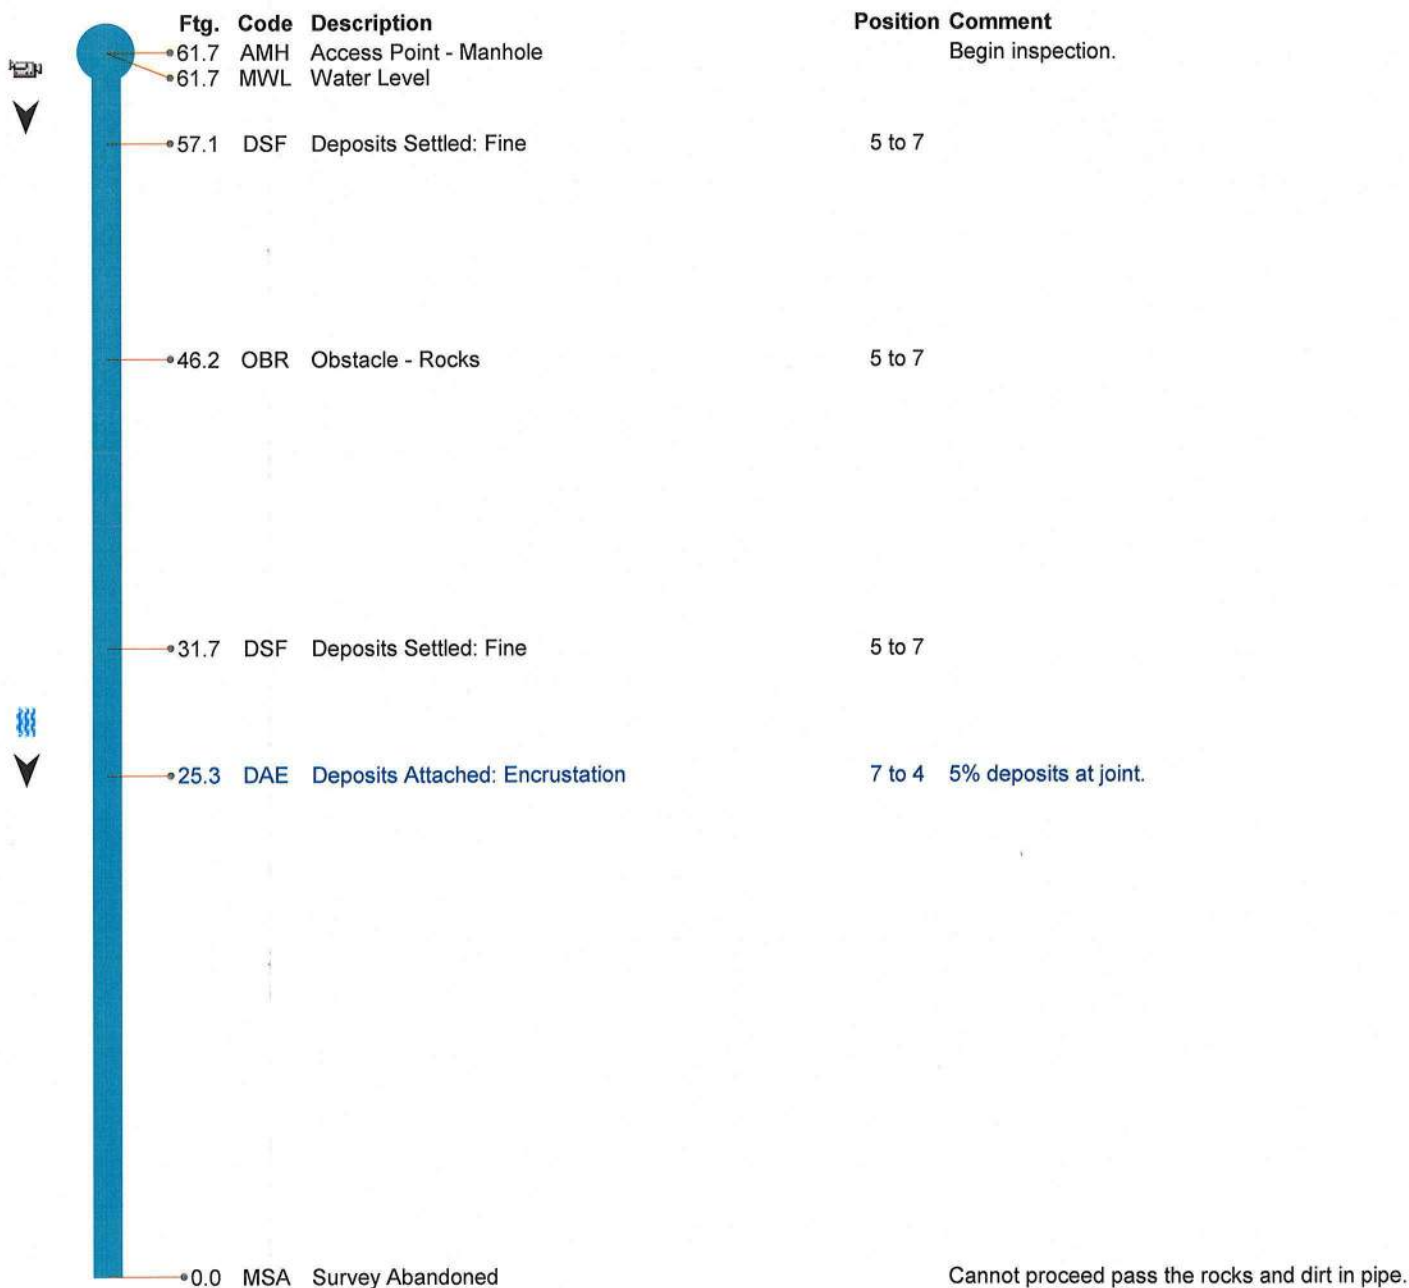 Ftg. Code Description Position Comment
61.7 AMH Access Point - Manhole Begin inspection.
61.7 MWL Water Level
57.1 DSF Deposits Settled: Fine 5 to 7
46.2 OBR Obstacle - Rocks 5 to 7
31.7 DSF Deposits Settled: Fine 5 to 7
25.3 DAE Deposits Attached: Encrustation 7 to 4 5% deposits at joint.
0.0 MSA Survey Abandoned Cannot proceed pass the rocks and dirt in pipe.